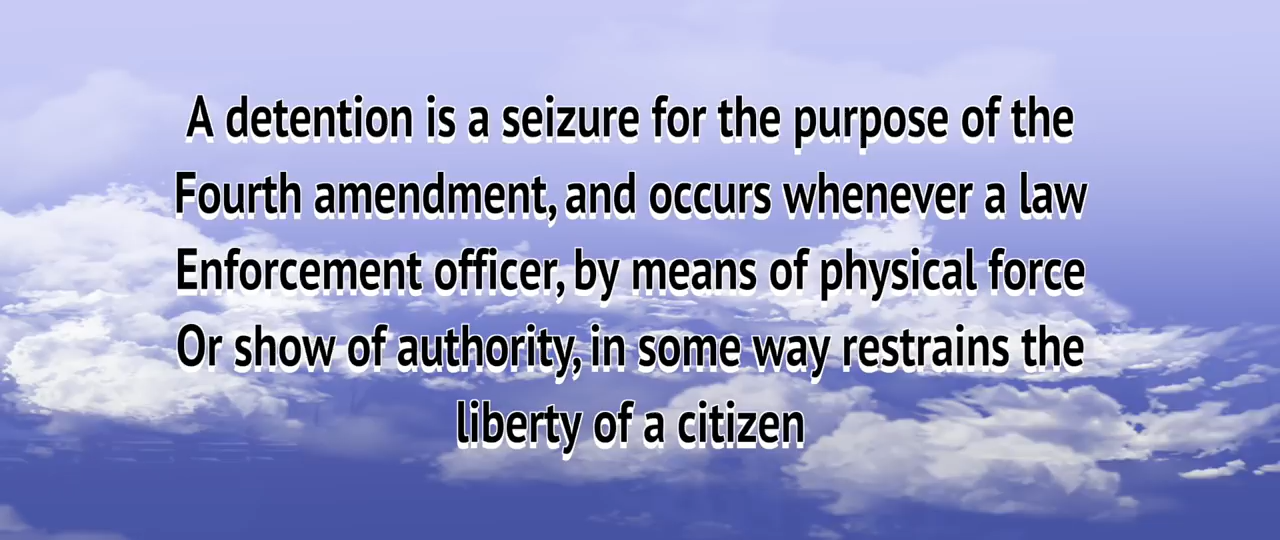 A detention is a seizure for the purpose of the
Fourth amendment, and occurs whenever a law
Enforcement officer, by means of physical force
Or show of authority, in some way restrains the
liberty of a citizen